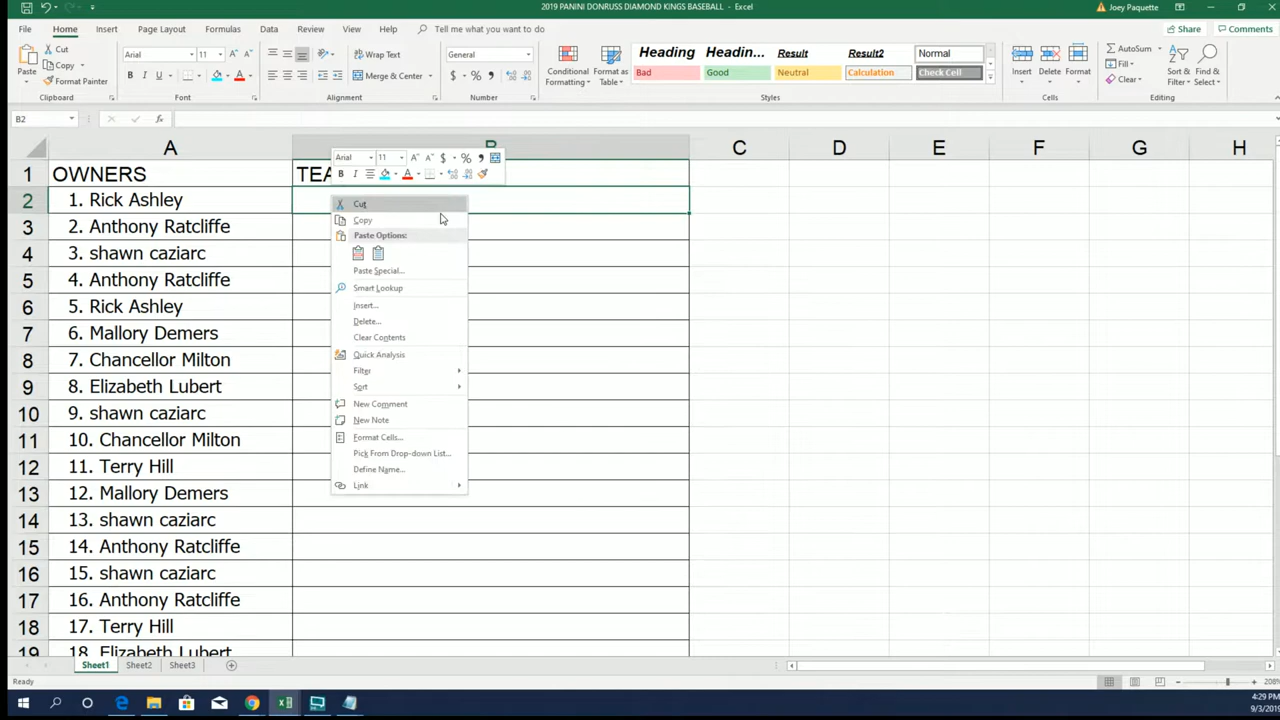 2019 PANINI DONRUSS DIAMOND KINGS BASEBALL - Excel
Joey Paquette
File Home Insert Page Layout Formulas Data Review View Help Tell me what you want to do
Share Comments
Paste
Cut
Copy
Format Painter
Clipboard
Arial 11
B I U
Font
Wrap Text
Merge & Center
Alignment
General
$ % ,
Number
Conditional Formatting
Format as Table
Heading Headin... Result Result2 Normal
Bad Good Neutral Calculation Check Cell
Styles
Insert Delete Format
Cells
AutoSum
Fill
Clear
Sort & Filter
Find & Select
Editing
B2
fx
A B C D E F G H
1 OWNERS TEA
2 1. Rick Ashley
3 2. Anthony Ratcliffe
4 3. shawn caziarc
5 4. Anthony Ratcliffe
6 5. Rick Ashley
7 6. Mallory Demers
8 7. Chancellor Milton
9 8. Elizabeth Lubert
10 9. shawn caziarc
11 10. Chancellor Milton
12 11. Terry Hill
13 12. Mallory Demers
14 13. shawn caziarc
15 14. Anthony Ratcliffe
16 15. shawn caziarc
17 16. Anthony Ratcliffe
18 17. Terry Hill
19 18. Elizabeth Lubert
Arial 11 A A $ % ,
B I
Cut
Copy
Paste Options:
Paste Special...
Smart Lookup
Insert...
Delete...
Clear Contents
Quick Analysis
Filter
Sort
New Comment
New Note
Format Cells...
Pick From Drop-down List...
Define Name...
Link
Sheet1 Sheet2 Sheet3
Ready
208%
4:29 PM
9/3/2019